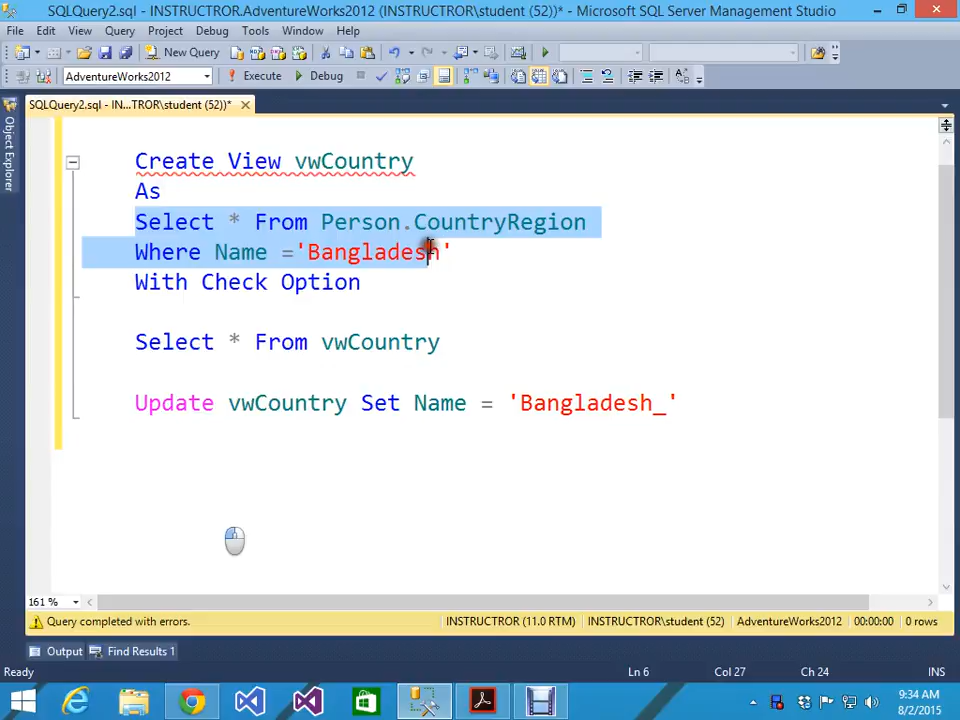 SQLQuery2.sql - INSTRUCTROR.AdventureWorks2012 (INSTRUCTROR\student (52))* - Microsoft SQL Server Management Studio
File Edit View Query Project Debug Tools Window Help
New Query
AdventureWorks2012 Execute Debug
SQLQuery2.sql - IN...TROR\student (52))*
Object Explorer
Create View vwCountry
As
Select * From Person.CountryRegion
Where Name ='Bangladesh'
With Check Option
Select * From vwCountry
Update vwCountry Set Name = 'Bangladesh_'
161 %
Query completed with errors. INSTRUCTROR (11.0 RTM) INSTRUCTROR\student (52) AdventureWorks2012 00:00:00 0 rows
Output Find Results 1
Ready Ln 6 Col 27 Ch 24 INS
9:34 AM
8/2/2015